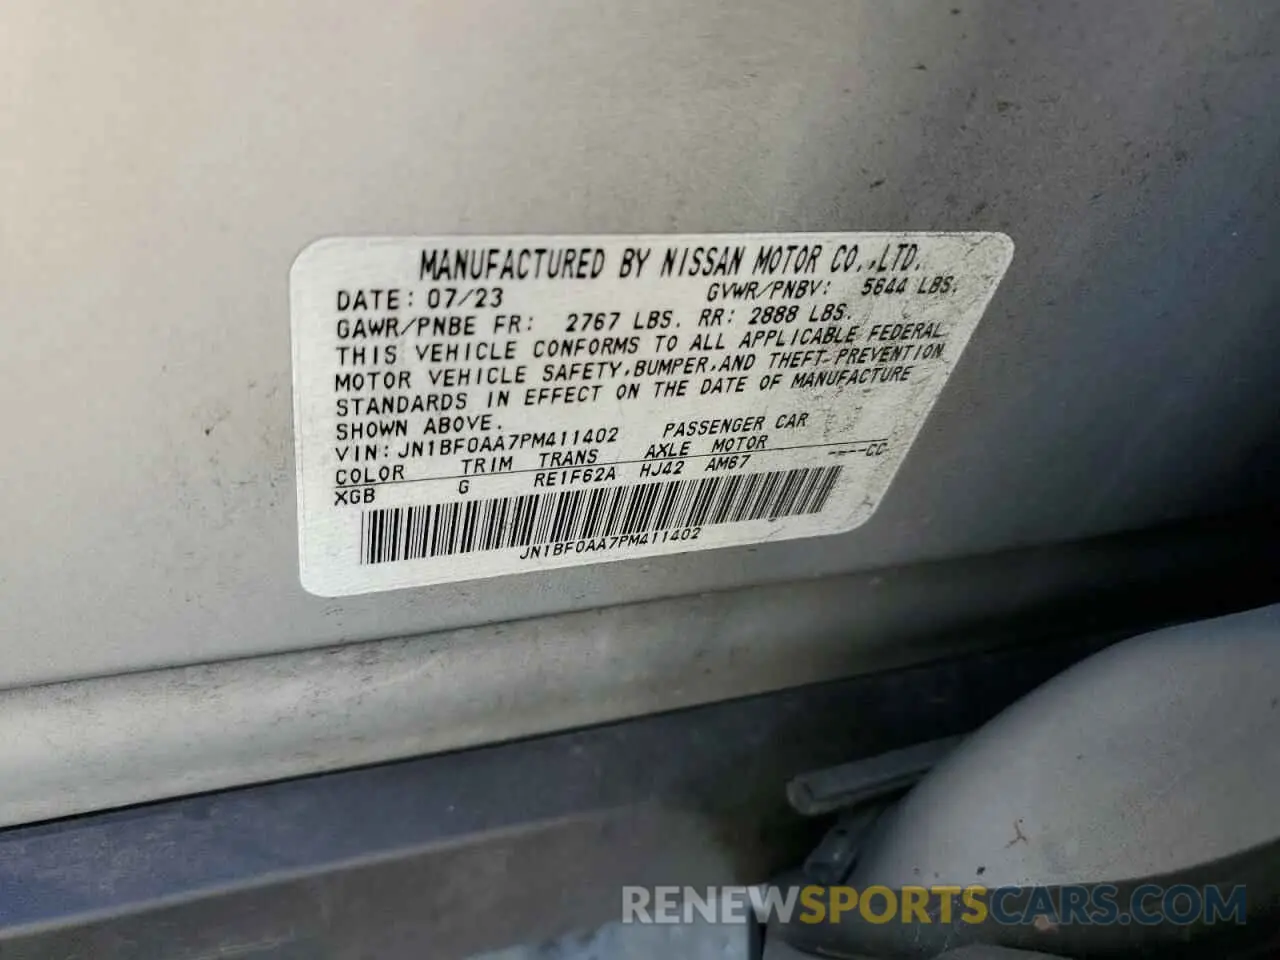 MANUFACTURED BY NISSAN MOTOR CO.,LTD.
DATE: 07/23 GVWR/PNBV: 5644 LBS.
GAWR/PNBE FR: 2767 LBS. RR: 2888 LBS.
THIS VEHICLE CONFORMS TO ALL APPLICABLE FEDERAL
MOTOR VEHICLE SAFETY,BUMPER,AND THEFT PREVENTION
STANDARDS IN EFFECT ON THE DATE OF MANUFACTURE
SHOWN ABOVE.
VIN:JN1BF0AA7PM411402 PASSENGER CAR
COLOR TRIM TRANS AXLE MOTOR
XGB G RE1F62A HJ42 AM67 ----CC
JN1BF0AA7PM411402
RENEWSPORTSCARS.COM